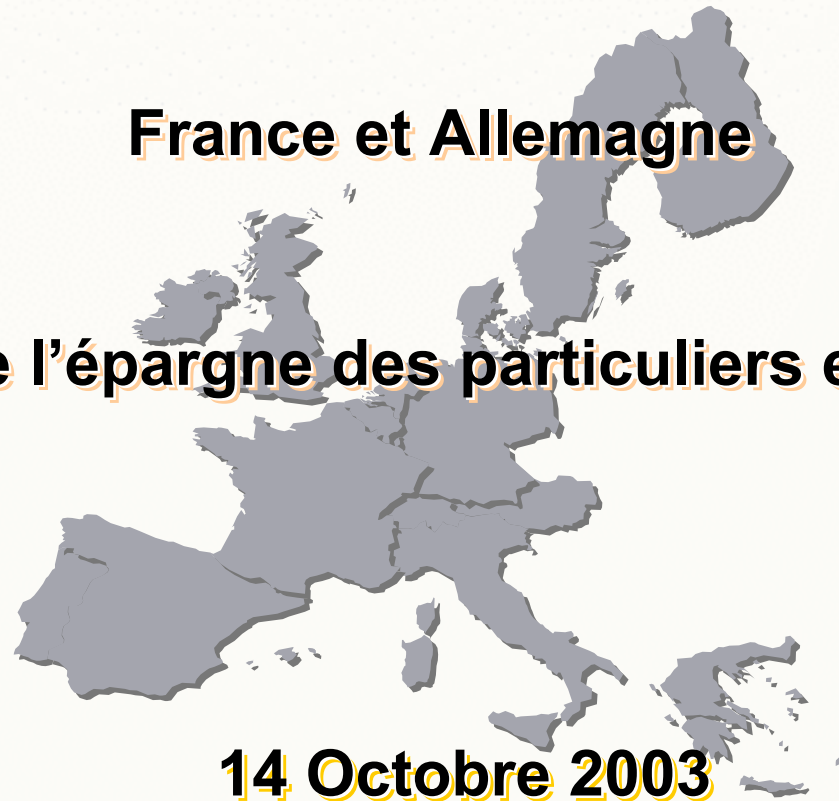 France et Allemagne
e l’épargne des particuliers e
14 Octobre 2003